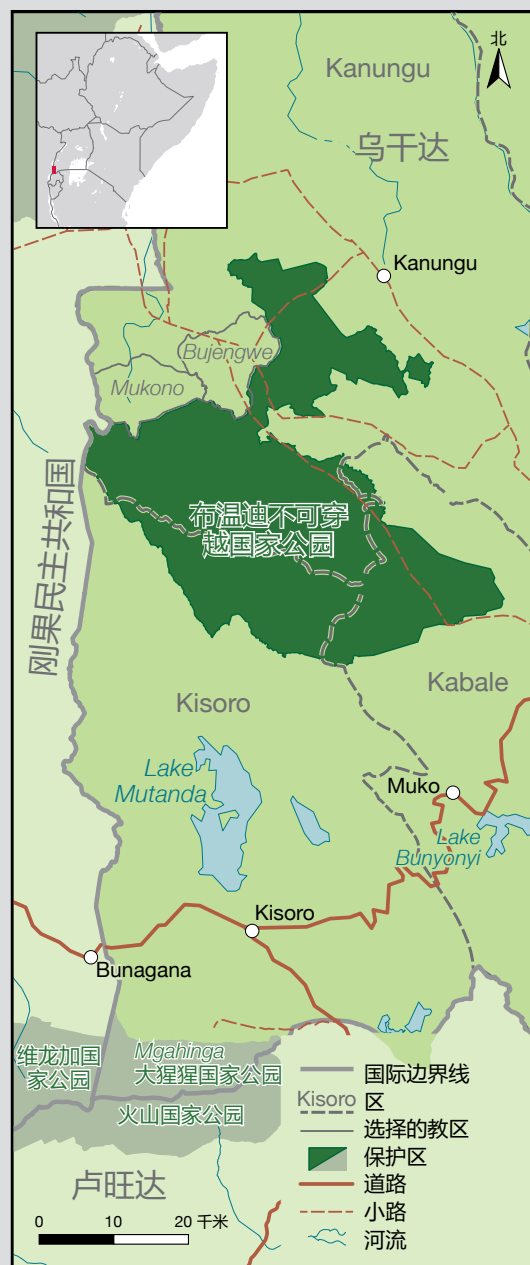 北
Kanungu
乌干达
Kanungu
Bujengwe
Mukono
刚果民主共和国
布温迪不可穿
越国家公园
Kabale
Kisoro
Lake
Mutanda
Muko
Lake
Bunyonyi
Kisoro
Bunagana
维龙加国
家公园
Mgahinga
大猩猩国家公园
火山国家公园
卢旺达
国际边界线
Kisoro 区
选择的教区
保护区
道路
小路
河流
0 10 20 千米